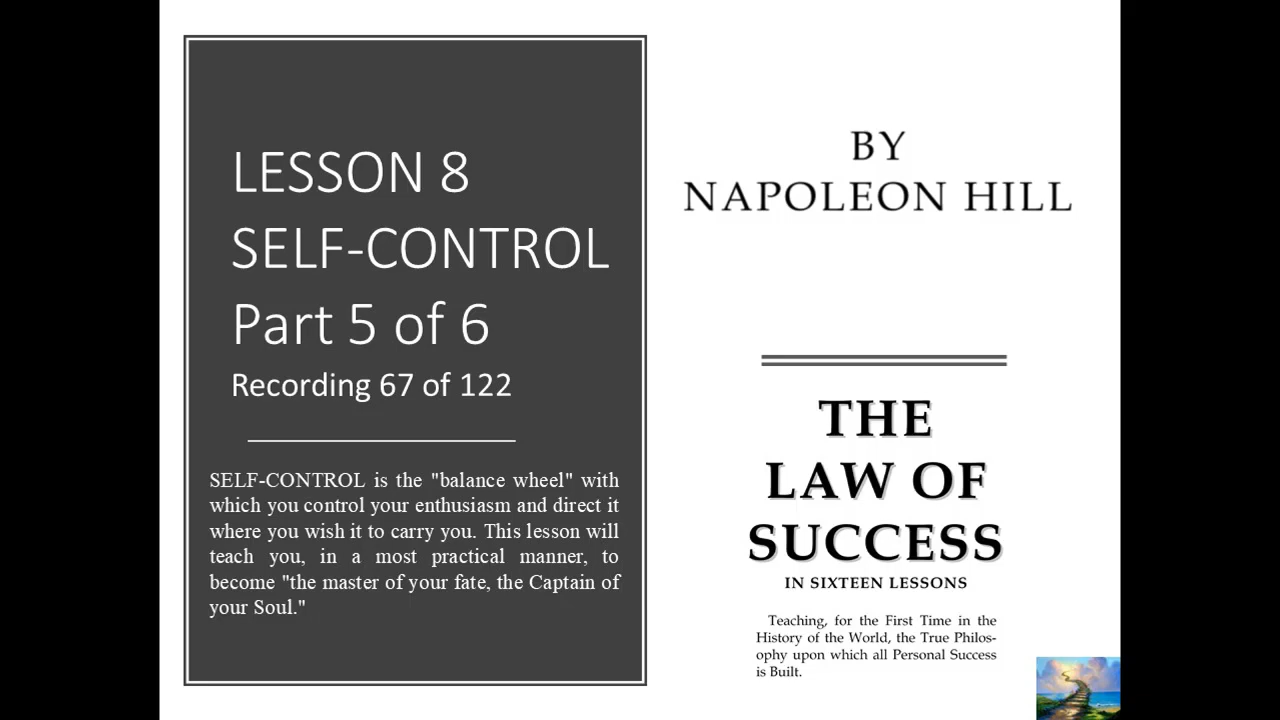 LESSON 8
SELF-CONTROL
Part 5 of 6
Recording 67 of 122
SELF-CONTROL is the "balance wheel" with
which you control your enthusiasm and direct it
where you wish it to carry you. This lesson will
teach you, in a most practical manner, to
become "the master of your fate, the Captain of
your Soul."
BY
NAPOLEON HILL
THE
LAW OF
SUCCESS
IN SIXTEEN LESSONS
Teaching, for the First Time in the
History of the World, the True Philos-
ophy upon which all Personal Success
is Built.